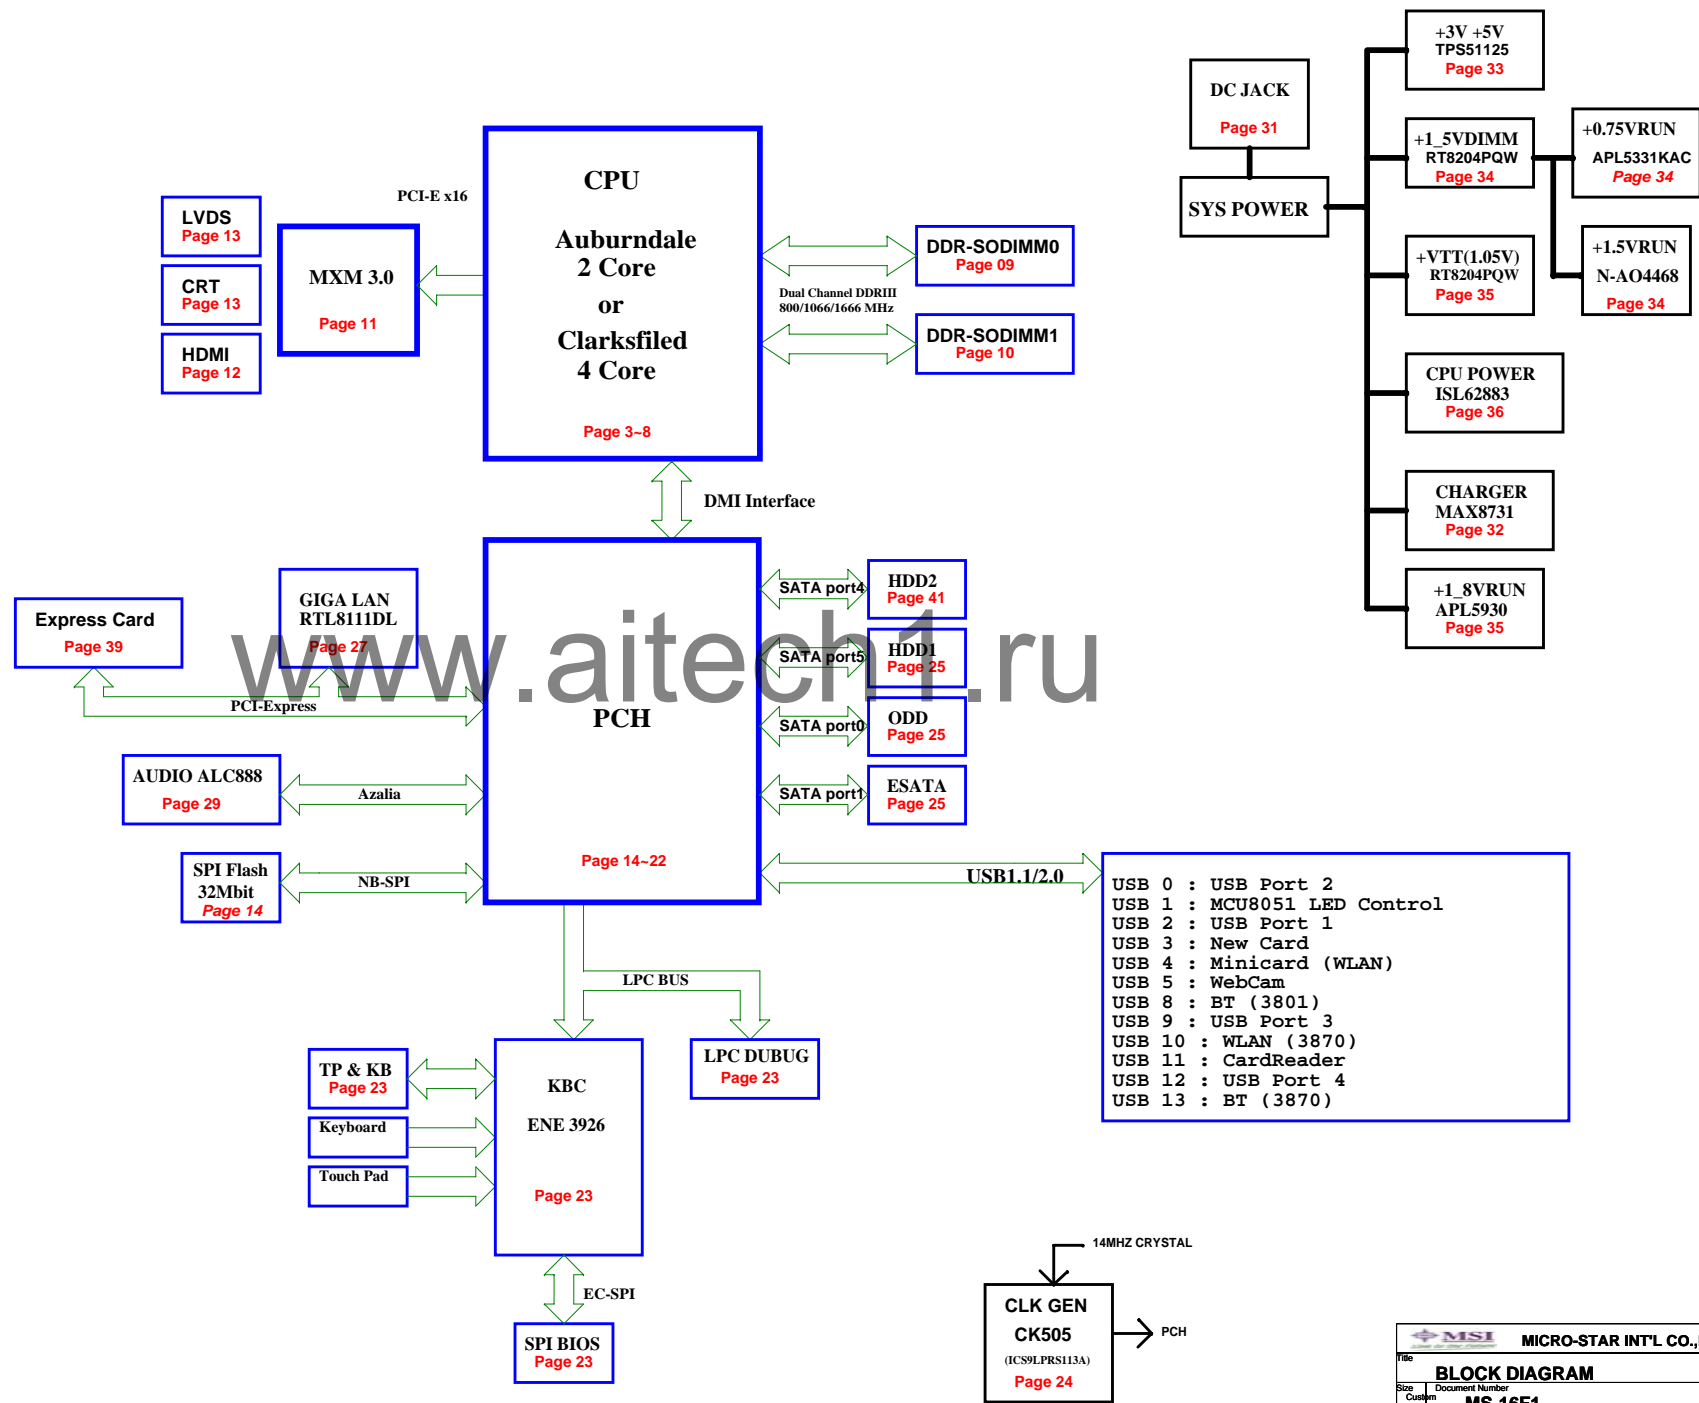 CPU
Auburndale
2 Core
or
Clarksfiled
4 Core
Page 3~8
PCI-E x16
LVDS
Page 13
CRT
Page 13
HDMI
Page 12
MXM 3.0
Page 11
DDR-SODIMM0
Page 09
Dual Channel DDRIII
800/1066/1666 MHz
DDR-SODIMM1
Page 10
DMI Interface
DC JACK
Page 31
SYS POWER
+3V +5V
TPS51125
Page 33
+1_5VDIMM
RT8204PQW
Page 34
+0.75VRUN
APL5331KAC
Page 34
+VTT(1.05V)
RT8204PQW
Page 35
+1.5VRUN
N-AO4468
Page 34
CPU POWER
ISL62883
Page 36
CHARGER
MAX8731
Page 32
+1_8VRUN
APL5930
Page 35
PCH
Page 14~22
Express Card
Page 39
GIGA LAN
RTL8111DL
Page 27
PCI-Express
AUDIO ALC888
Page 29
Azalia
SPI Flash
32Mbit
Page 14
NB-SPI
SATA port4
HDD2
Page 41
SATA port5
HDD1
Page 25
SATA port0
ODD
Page 25
SATA port1
ESATA
Page 25
www.aitech1.ru
USB1.1/2.0
USB 0 : USB Port 2
USB 1 : MCU8051 LED Control
USB 2 : USB Port 1
USB 3 : New Card
USB 4 : Minicard (WLAN)
USB 5 : WebCam
USB 8 : BT (3801)
USB 9 : USB Port 3
USB 10 : WLAN (3870)
USB 11 : CardReader
USB 12 : USB Port 4
USB 13 : BT (3870)
LPC BUS
LPC DUBUG
Page 23
TP & KB
Page 23
Keyboard
Touch Pad
KBC
ENE 3926
Page 23
EC-SPI
SPI BIOS
Page 23
14MHZ CRYSTAL
CLK GEN
CK505
(ICS9LPRS113A)
Page 24
PCH
MSI
MICRO-STAR INT'L CO.,
Title
BLOCK DIAGRAM
Size
Custom
Document Number
MS-16F1